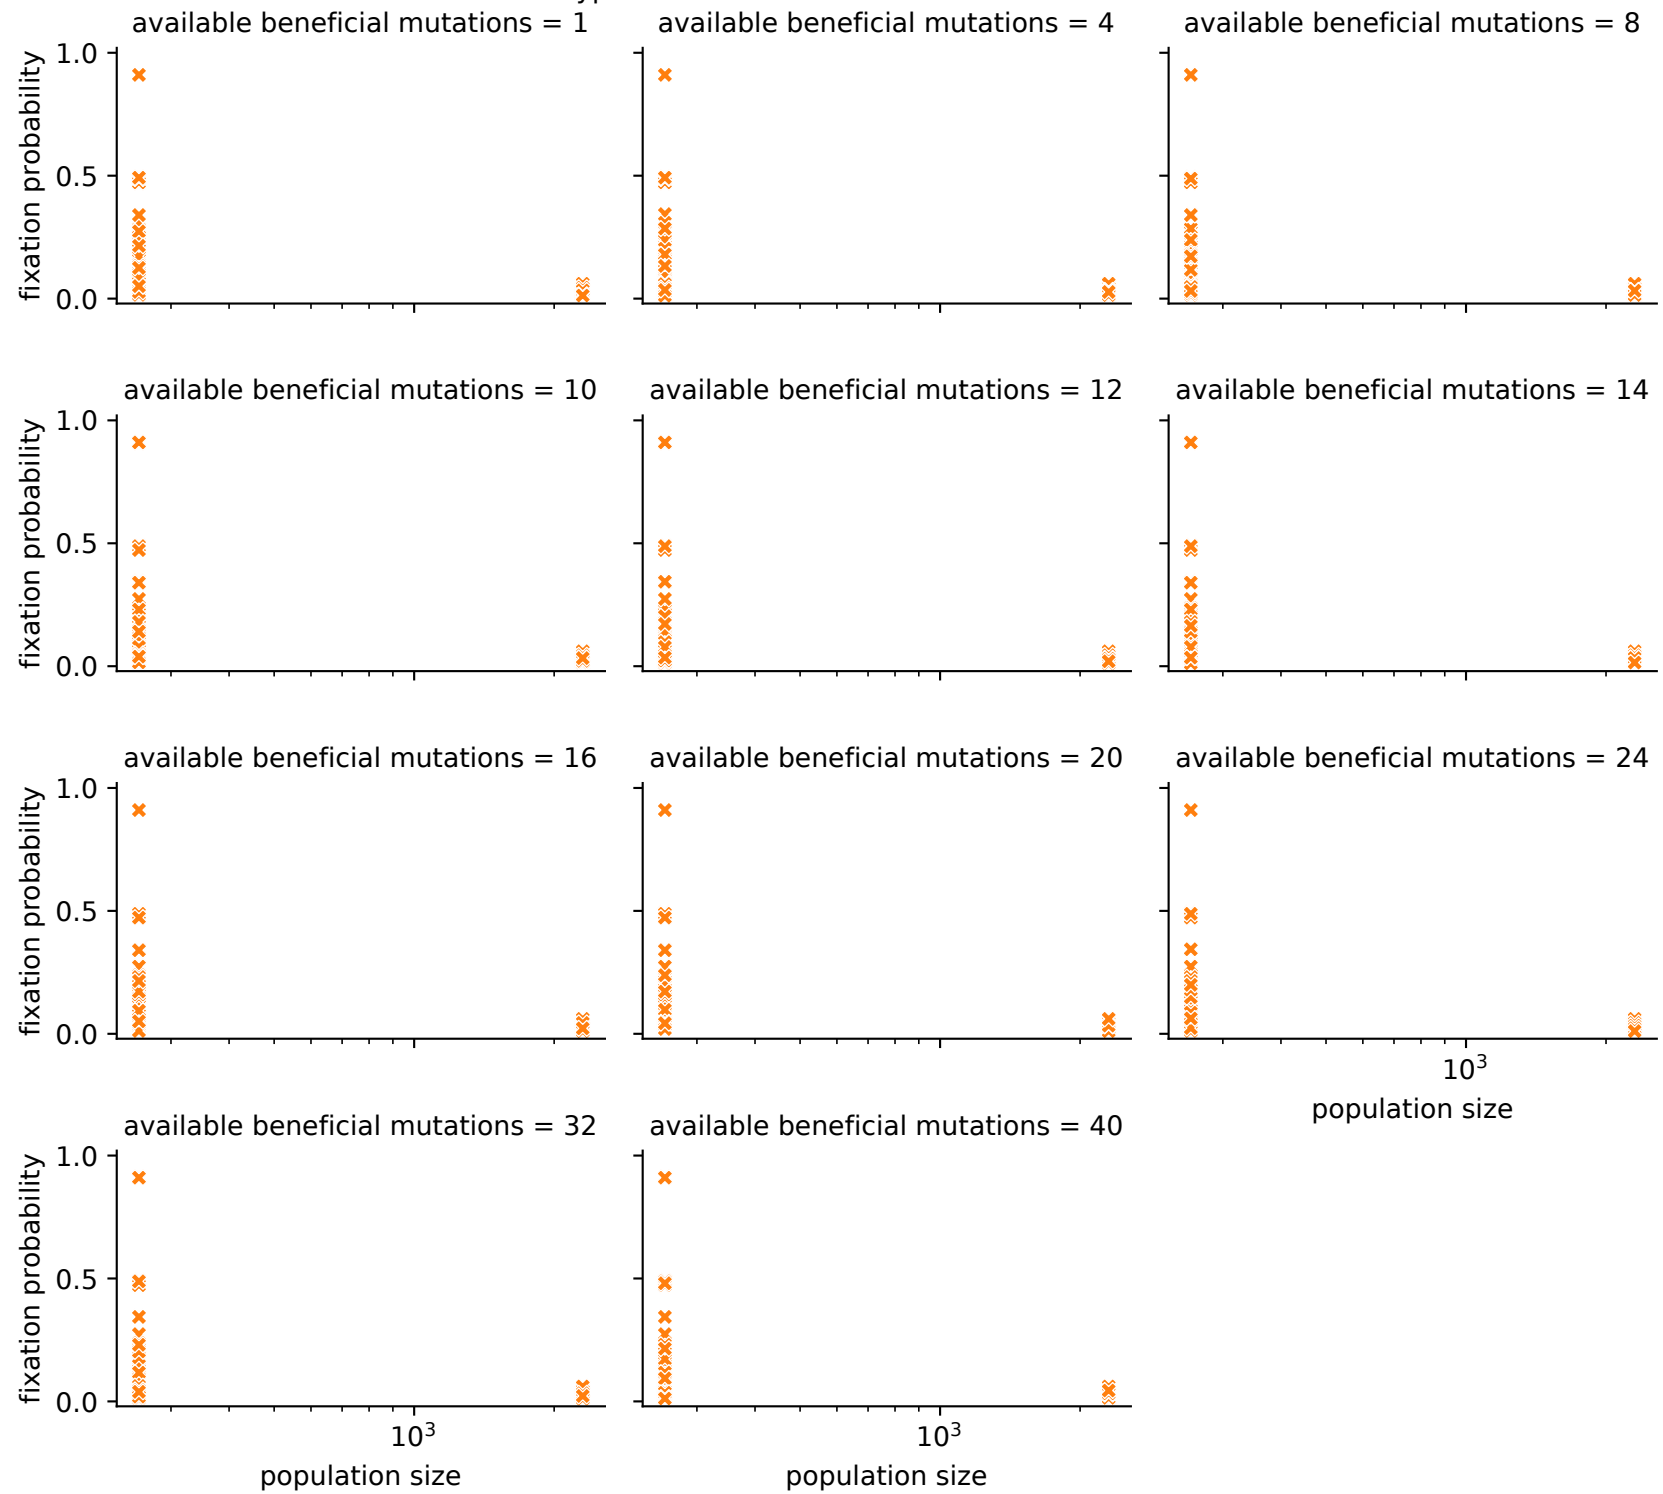 available beneficial mutations = 1
available beneficial mutations = 4
available beneficial mutations = 8
fixation probability
1.0
0.5
0.0
available beneficial mutations = 10
available beneficial mutations = 12
available beneficial mutations = 14
fixation probability
1.0
0.5
0.0
available beneficial mutations = 16
available beneficial mutations = 20
available beneficial mutations = 24
fixation probability
1.0
0.5
0.0
10³
population size
available beneficial mutations = 32
available beneficial mutations = 40
fixation probability
1.0
0.5
0.0
10³
10³
population size
population size